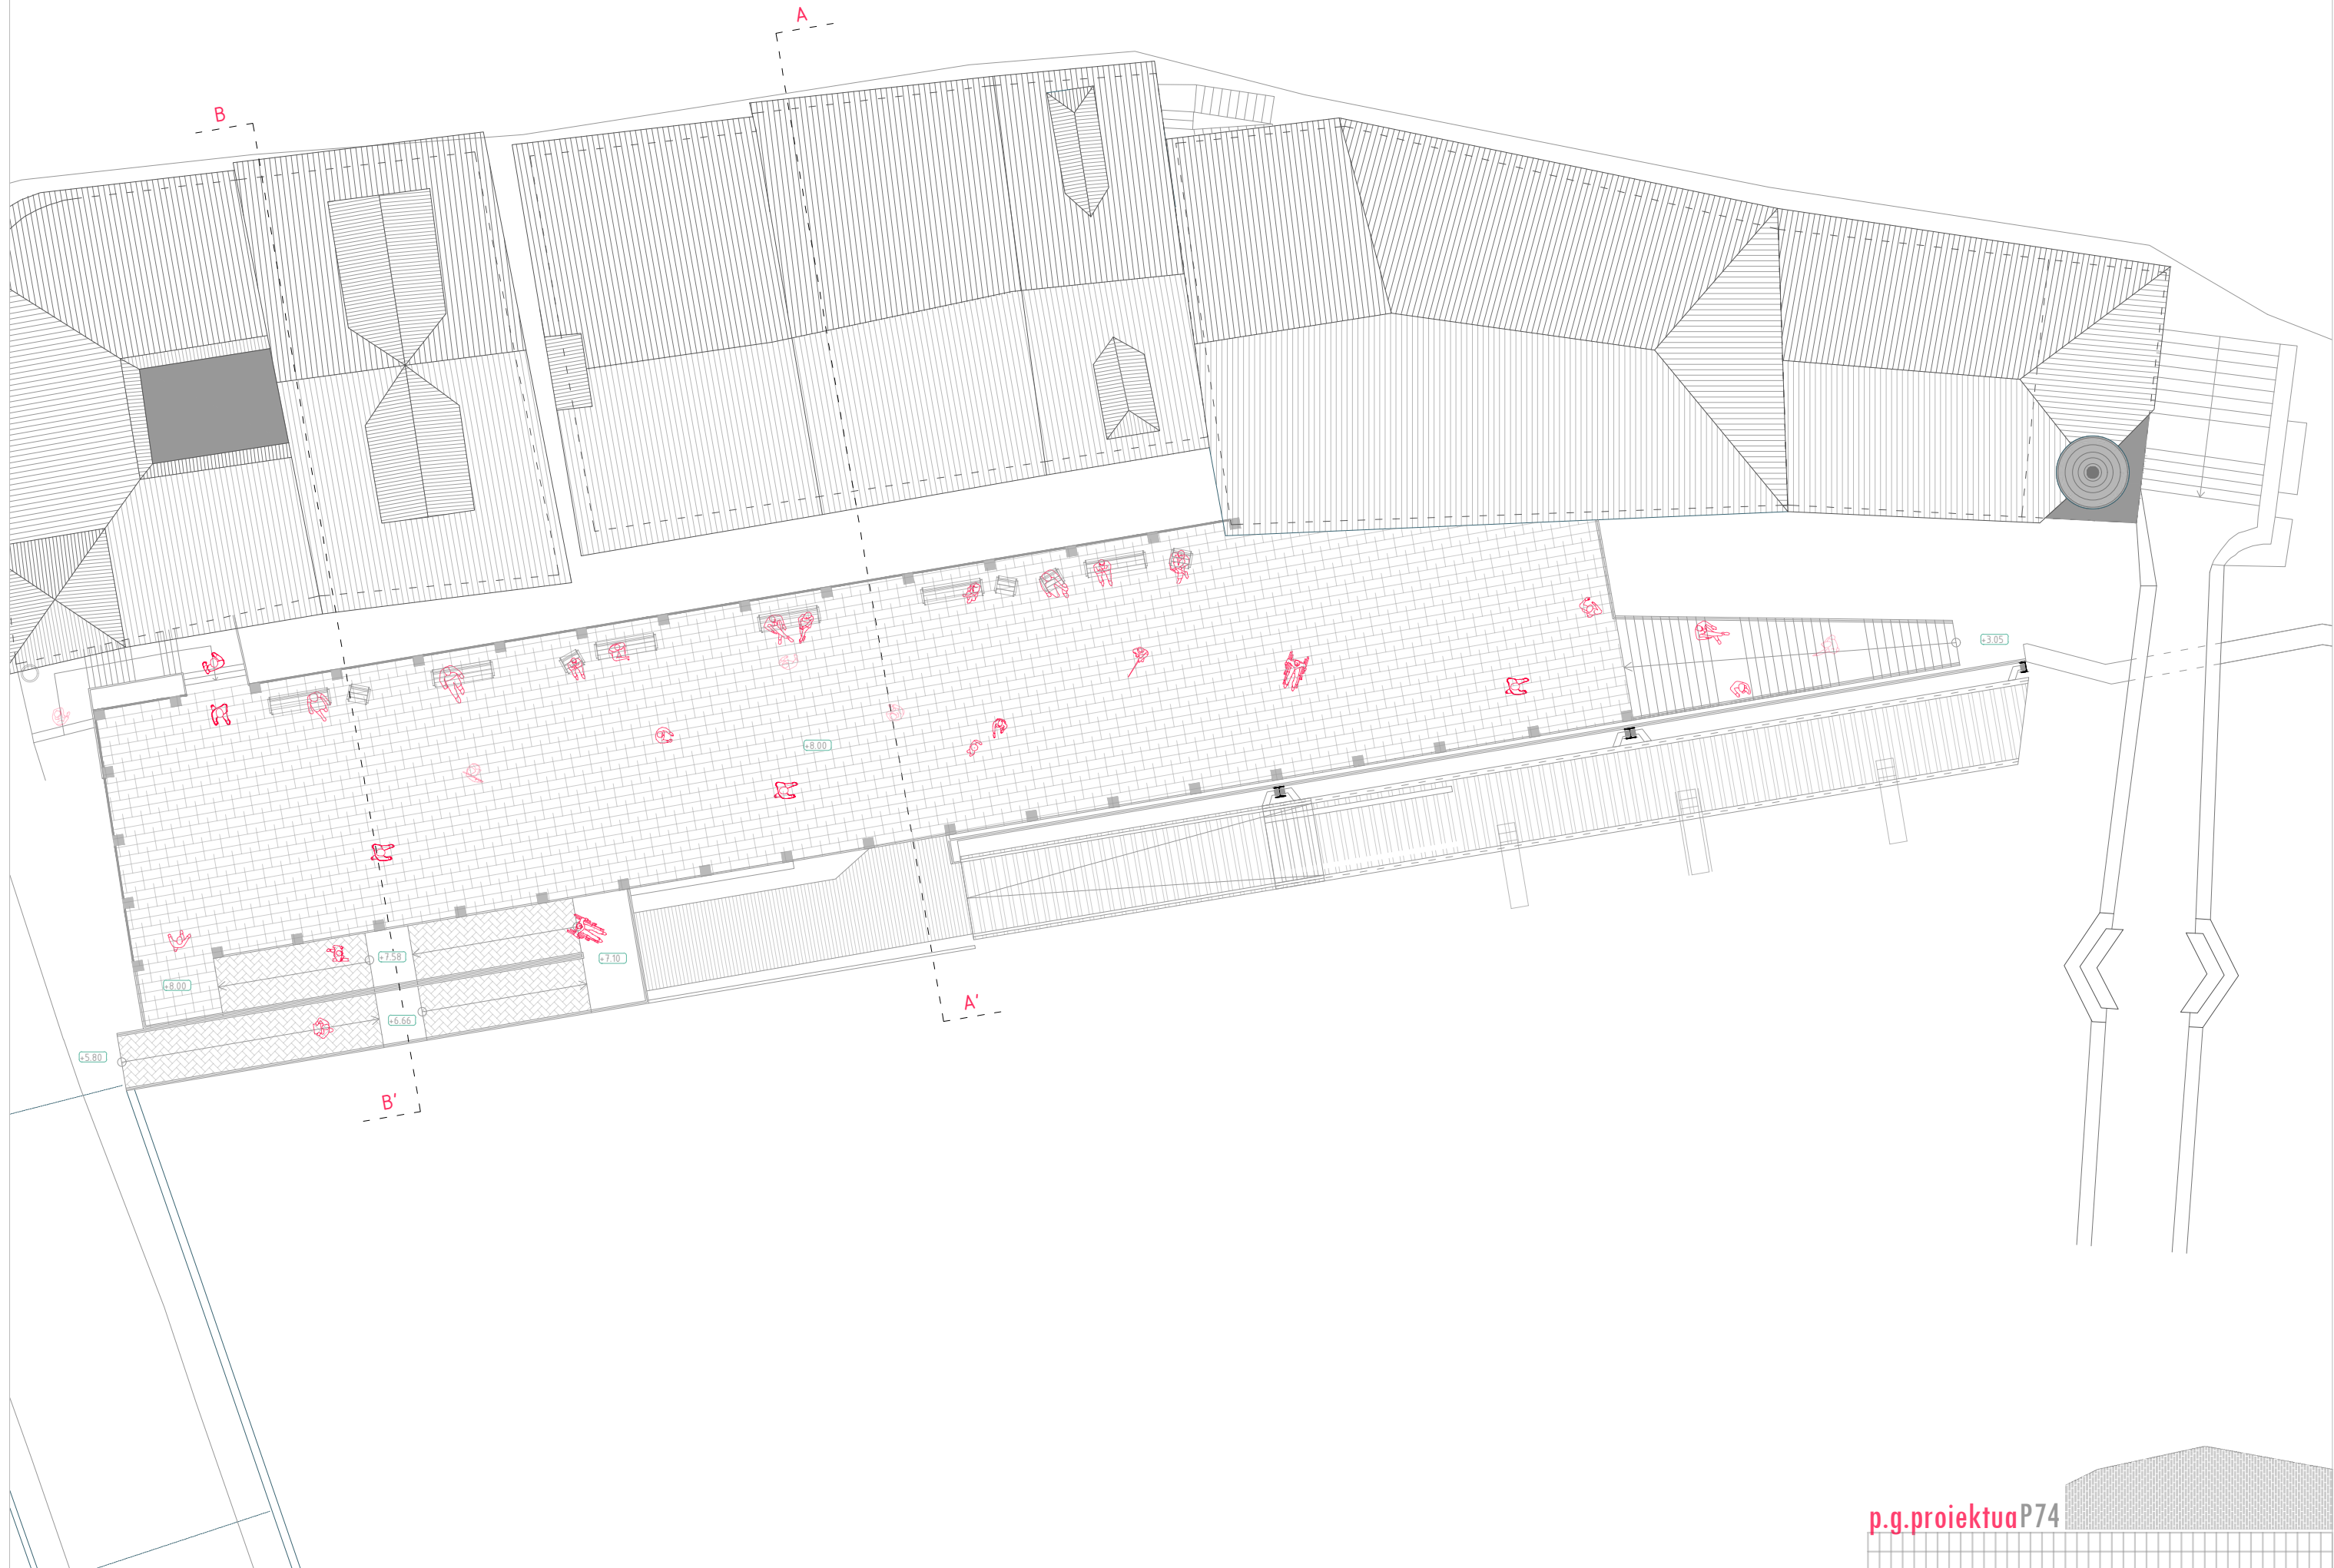 A
B
+3.05
+8.00
+7.58
+7.10
+8.00
A'
+6.66
+5.80
B'
p.g.proiektuaP74